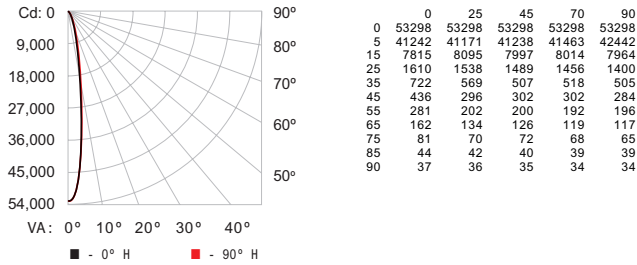 Cd: 0
9,000
18,000
27,000
36,000
45,000
54,000
90º
80º
70º
60º
50º
VA: 0º 10º 20º 30º 40º
- 0º H - 90º H
0 25 45 70 90
0 53298 53298 53298 53298 53298
5 41242 41171 41238 41463 42442
15 7815 8095 7997 8014 7964
25 1610 1538 1489 1456 1400
35 722 569 507 518 505
45 436 296 302 302 284
55 281 202 200 192 196
65 162 134 126 119 117
75 81 70 72 68 65
85 44 42 40 39 39
90 37 36 35 34 34